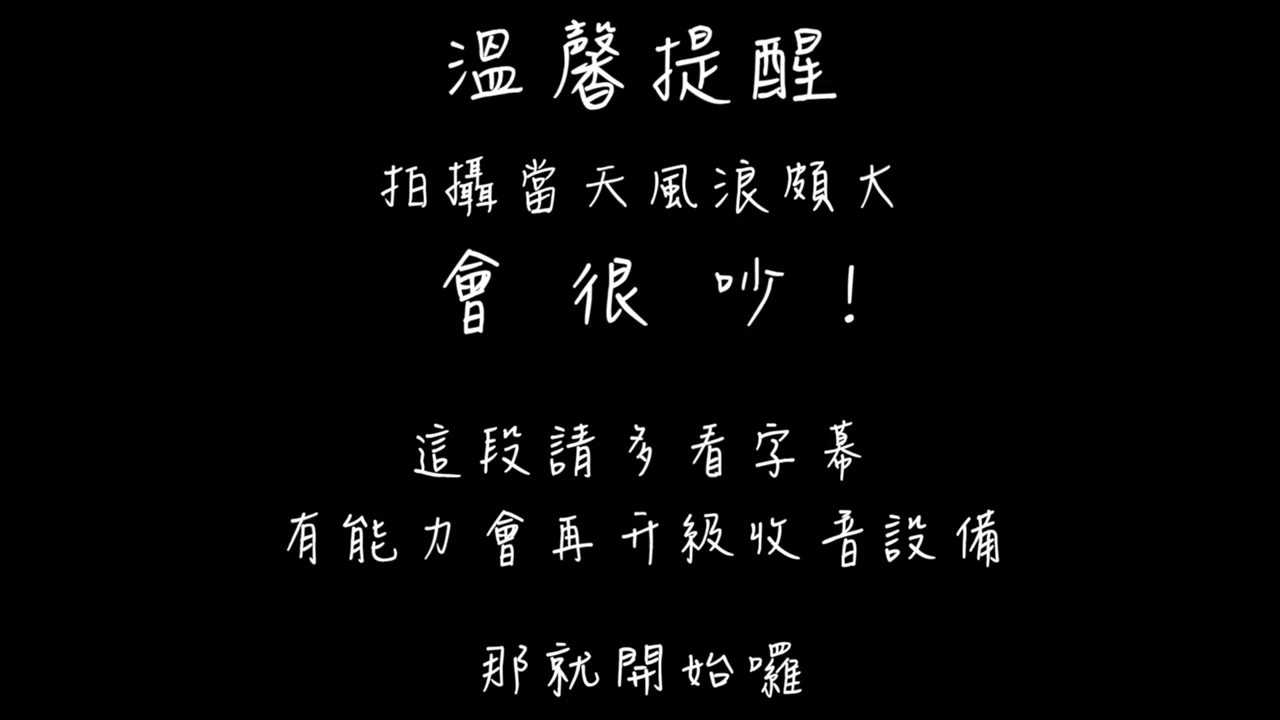 溫馨提醒
拍攝當天風浪頗大
會很吵!
這段請多看字幕
有能力會再升級收音設備
那就開始囉